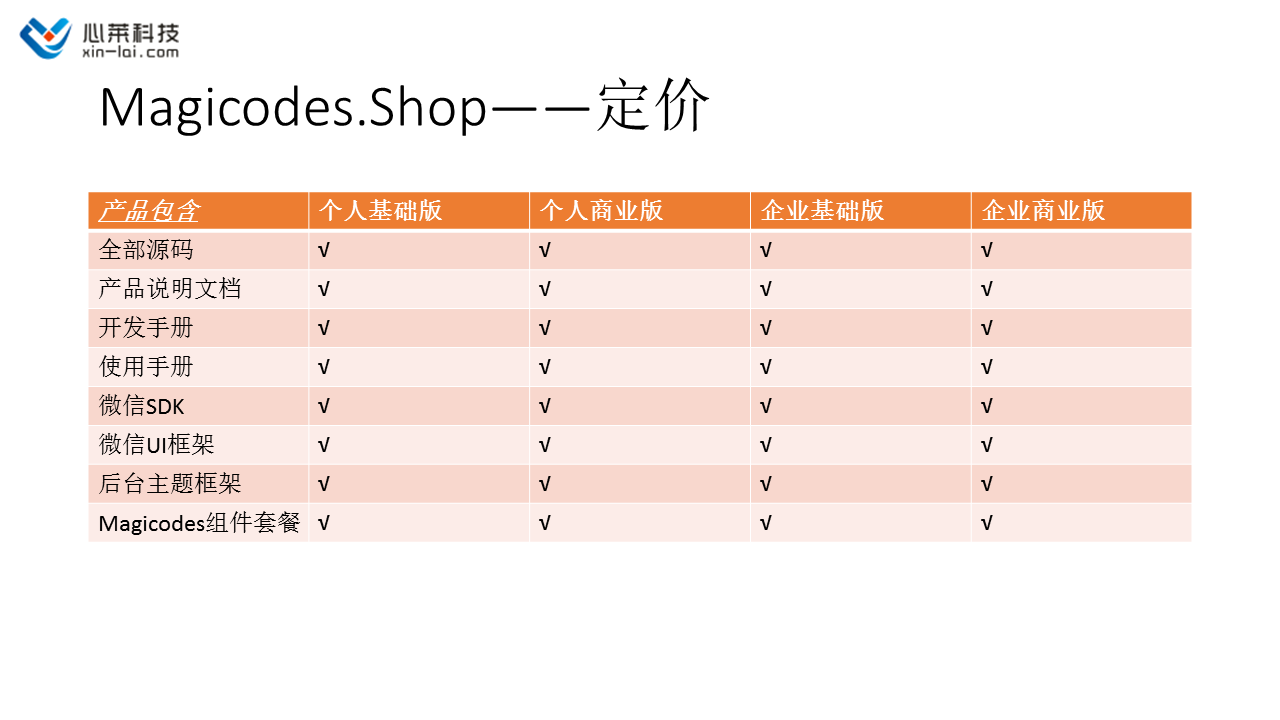 心莱科技
xin-lai.com
Magicodes.Shop——定价
产品包含 个人基础版 个人商业版 企业基础版 企业商业版
全部源码 √ √ √ √
产品说明文档 √ √ √ √
开发手册 √ √ √ √
使用手册 √ √ √ √
微信SDK √ √ √ √
微信UI框架 √ √ √ √
后台主题框架 √ √ √ √
Magicodes组件套餐 √ √ √ √